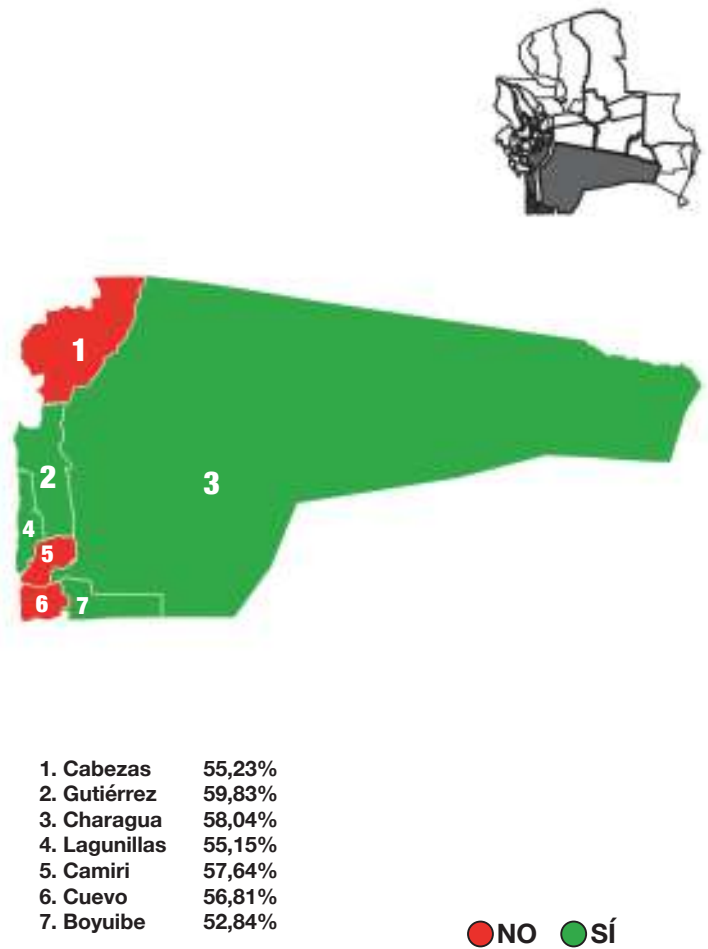 1
2
3
4
5
6
7
1. Cabezas 55,23%
2. Gutiérrez 59,83%
3. Charagua 58,04%
4. Lagunillas 55,15%
5. Camiri 57,64%
6. Cuevo 56,81%
7. Boyuibe 52,84%
NO SÍ